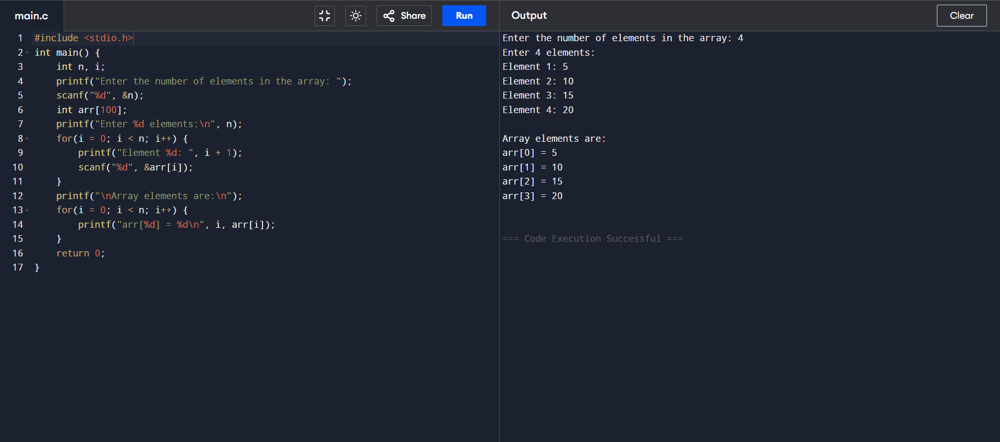 main.c
Share
Run
Output
Clear
1 #include <stdio.h>
2 int main() {
3     int n, i;
4     printf("Enter the number of elements in the array: ");
5     scanf("%d", &n);
6     int arr[100];
7     printf("Enter %d elements:\n", n);
8     for(i = 0; i < n; i++) {
9         printf("Element %d: ", i + 1);
10         scanf("%d", &arr[i]);
11     }
12     printf("\nArray elements are:\n");
13     for(i = 0; i < n; i++) {
14         printf("arr[%d] = %d\n", i, arr[i]);
15     }
16     return 0;
17 }
Enter the number of elements in the array: 4
Enter 4 elements:
Element 1: 5
Element 2: 10
Element 3: 15
Element 4: 20
Array elements are:
arr[0] = 5
arr[1] = 10
arr[2] = 15
arr[3] = 20
=== Code Execution Successful ===